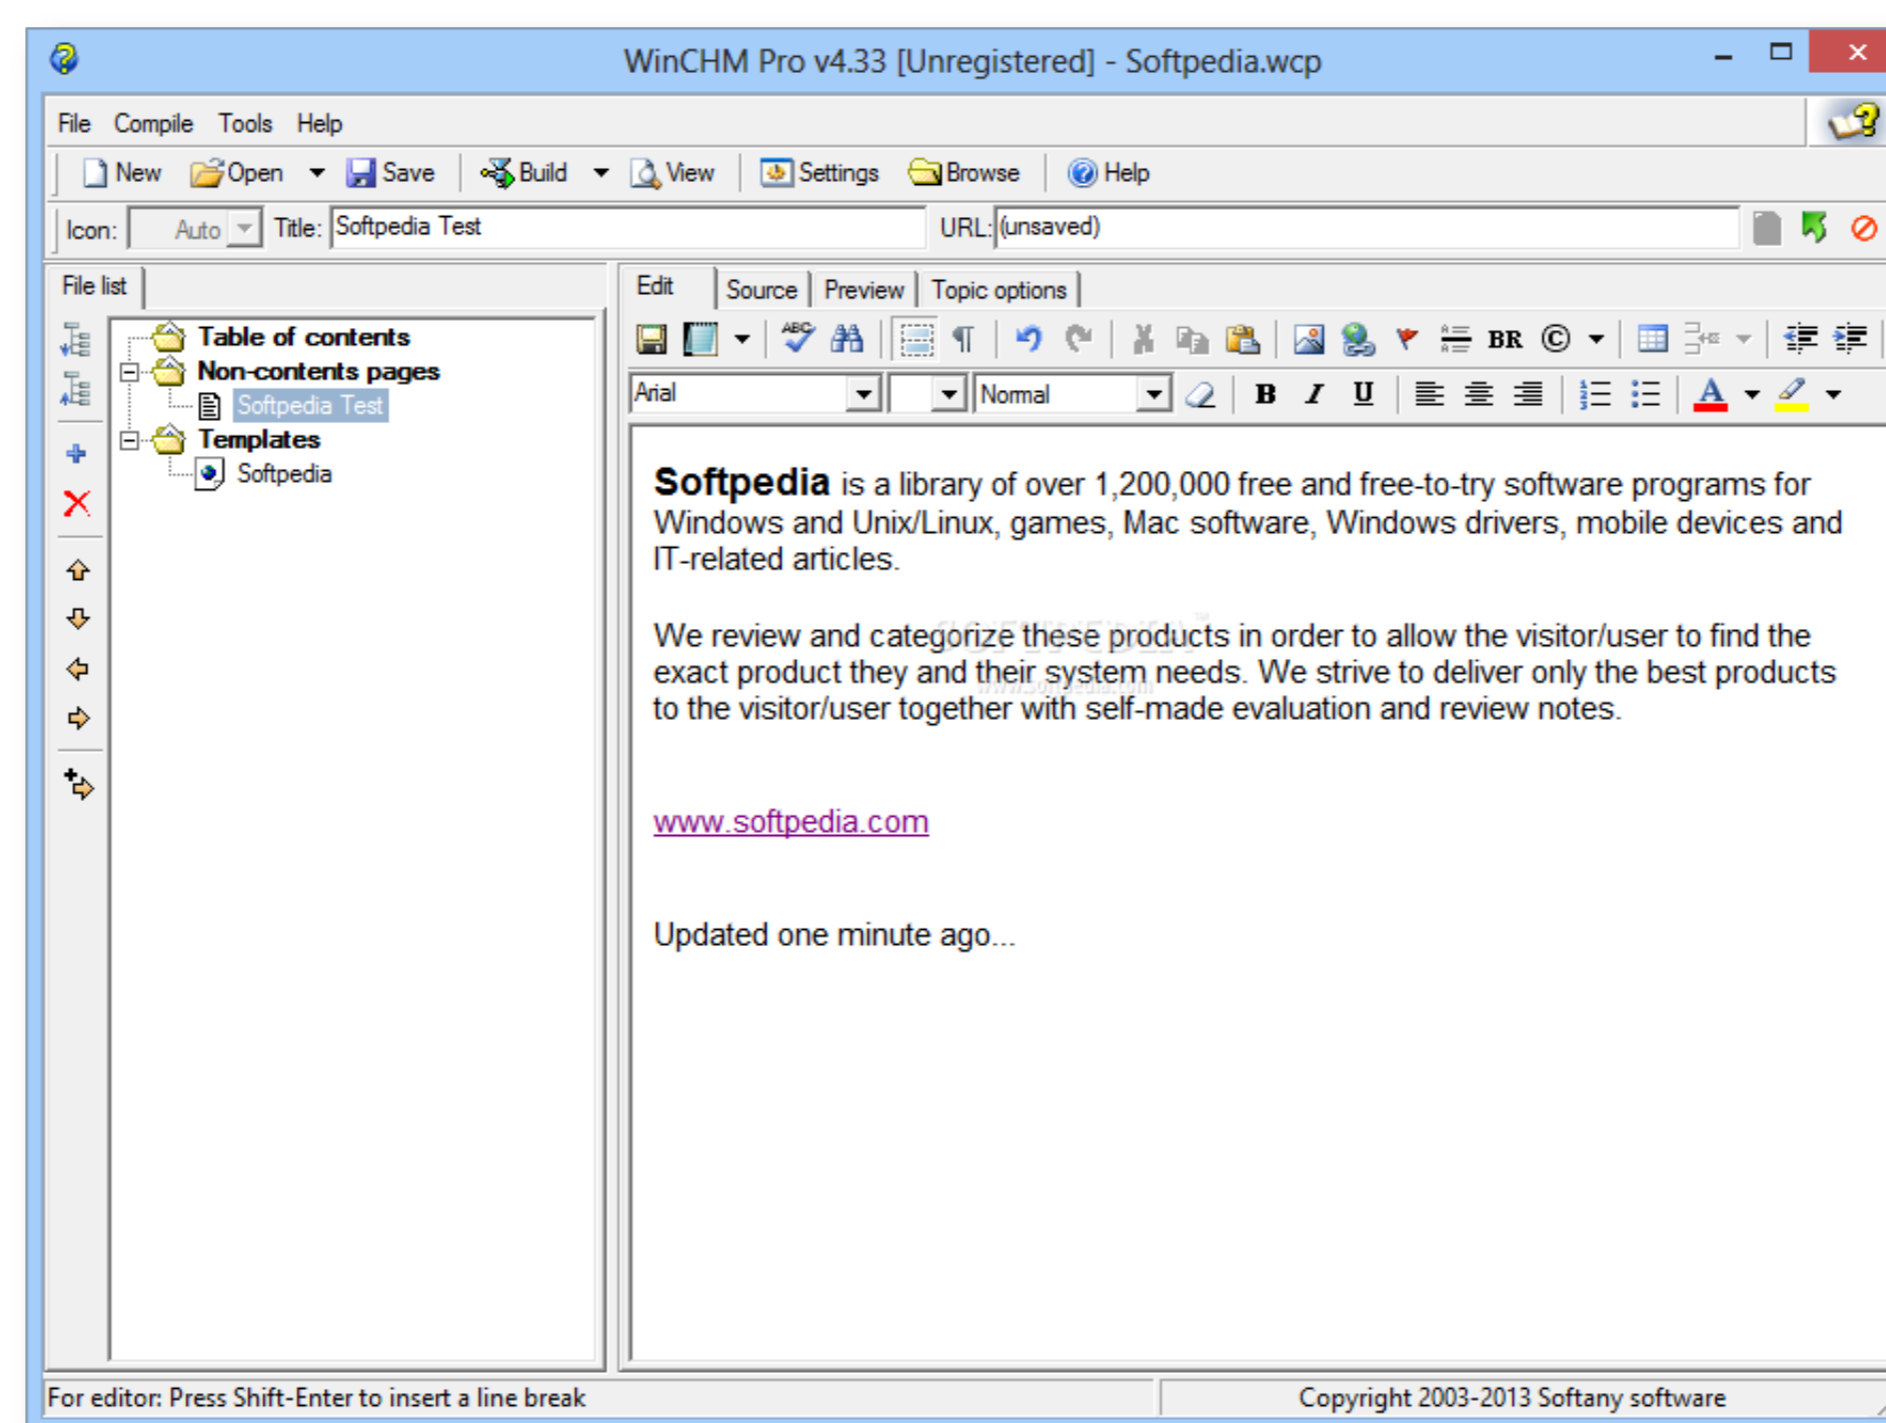 WinCHM Pro v4.33 [Unregistered] - Softpedia.wcp
File Compile Tools Help
New Open Save Build View Settings Browse Help
Icon: Auto Title: Softpedia Test URL: (unsaved)
File list
Edit Source Preview Topic options
Table of contents
Non-contents pages
Softpedia Test
Templates
Softpedia
ABC BR ©
Arial Normal B I U A
Softpedia is a library of over 1,200,000 free and free-to-try software programs for
Windows and Unix/Linux, games, Mac software, Windows drivers, mobile devices and
IT-related articles.
SOFTPEDIA™
We review and categorize these products in order to allow the visitor/user to find the
exact product they and their system needs. We strive to deliver only the best products
www.softpedia.com
to the visitor/user together with self-made evaluation and review notes.
www.softpedia.com
Updated one minute ago...
For editor: Press Shift-Enter to insert a line break
Copyright 2003-2013 Softany software